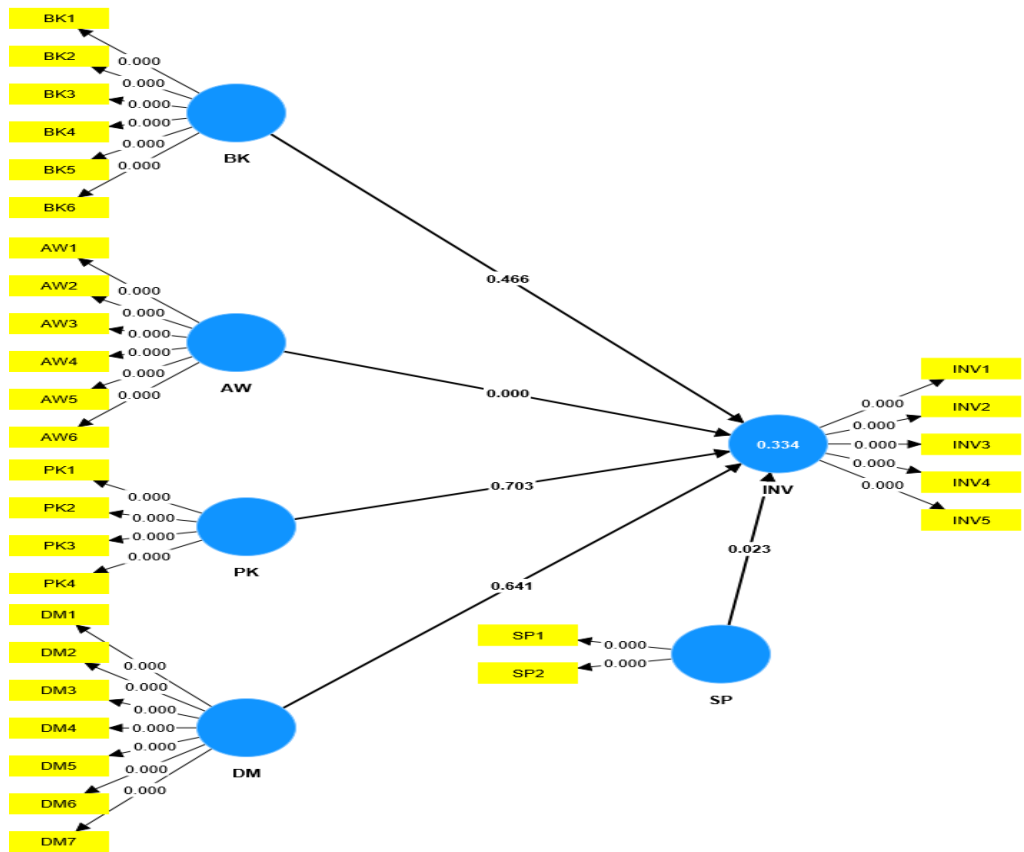 BK1
0.000
BK2
0.000
BK3
0.000
BK4
0.000
BK5
0.000
BK6
0.000
BK
AW1
0.000
AW2
0.000
AW3
0.000
AW4
0.000
AW5
0.000
AW6
0.000
AW
PK1
0.000
PK2
0.000
PK3
0.000
PK4
0.000
PK
DM1
0.000
DM2
0.000
DM3
0.000
DM4
0.000
DM5
0.000
DM6
0.000
DM7
0.000
DM
0.466
0.000
0.703
0.641
0.023
SP1
0.000
SP2
0.000
SP
0.334
INV
INV1
0.000
INV2
0.000
INV3
0.000
INV4
0.000
INV5
0.000